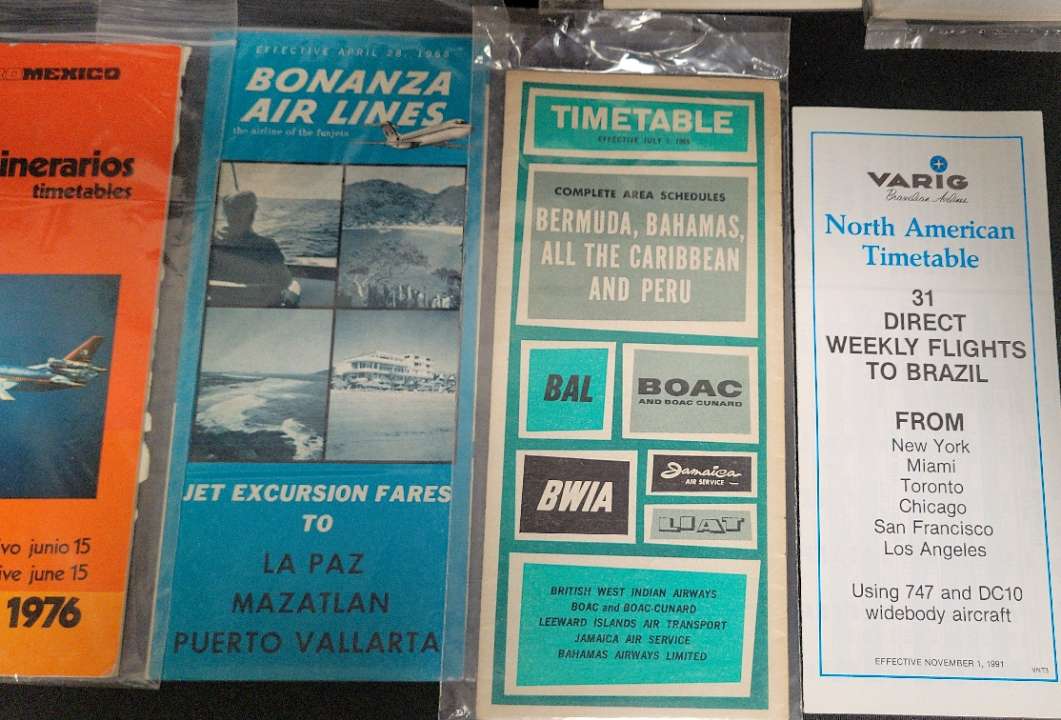 MEXICO
inerarios
timetables
vo junio 15
ive june 15
1976
EFFECTIVE APRIL 28, 1968
BONANZA
AIR LINES
the airline of the funjets
JET EXCURSION FARES
TO
LA PAZ
MAZATLAN
PUERTO VALLARTA
TIMETABLE
EFFECTIVE JULY 1,
COMPLETE AREA SCHEDULES
BERMUDA, BAHAMAS,
ALL THE CARIBBEAN
AND PERU
BAL
BOAC
AND BOAC CUNARD
BWIA
Jamaica
AIR SERVICE
LIAT
BRITISH WEST INDIAN AIRWAYS
BOAC and BOAC-CUNARD
LEEWARD ISLANDS AIR TRANSPORT
JAMAICA AIR SERVICE
BAHAMAS AIRWAYS LIMITED
VARIG
Brazilian Airlines
North American
Timetable
31
DIRECT
WEEKLY FLIGHTS
TO BRAZIL
FROM
New York
Miami
Toronto
Chicago
San Francisco
Los Angeles
Using 747 and DC10
widebody aircraft
EFFECTIVE NOVEMBER 1, 1991
VNT3